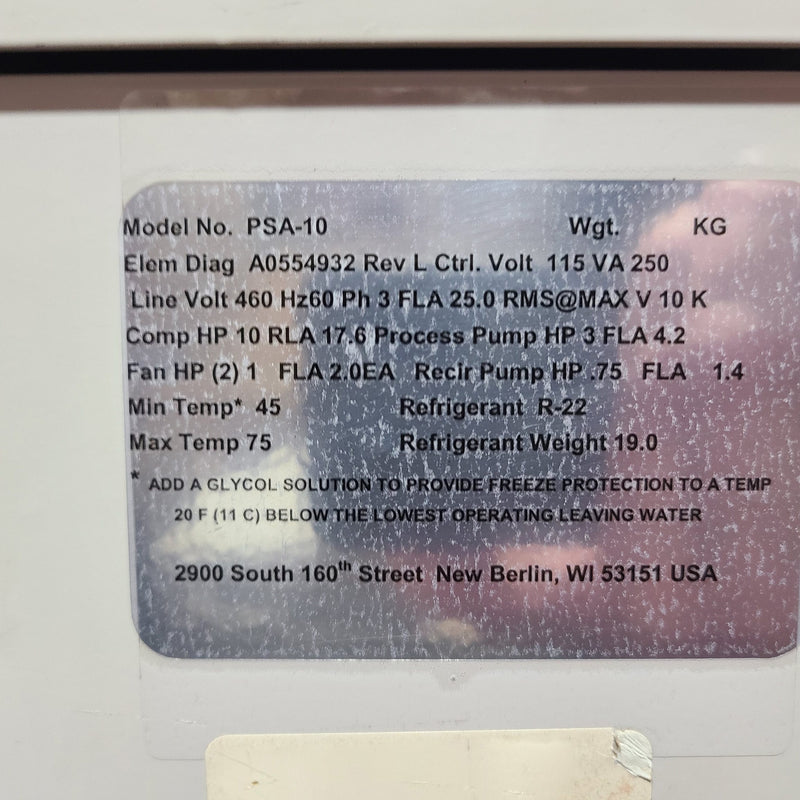 Model No. PSA-10 Wgt. KG
Elem Diag A0554932 Rev L Ctrl. Volt 115 VA 250
Line Volt 460 Hz60 Ph 3 FLA 25.0 RMS@MAX V 10 K
Comp HP 10 RLA 17.6 Process Pump HP 3 FLA 4.2
Fan HP (2) 1 FLA 2.0EA Recir Pump HP .75 FLA 1.4
Min Temp* 45 Refrigerant R-22
Max Temp 75 Refrigerant Weight 19.0
* ADD A GLYCOL SOLUTION TO PROVIDE FREEZE PROTECTION TO A TEMP
20 F (11 C) BELOW THE LOWEST OPERATING LEAVING WATER
2900 South 160th Street New Berlin, WI 53151 USA